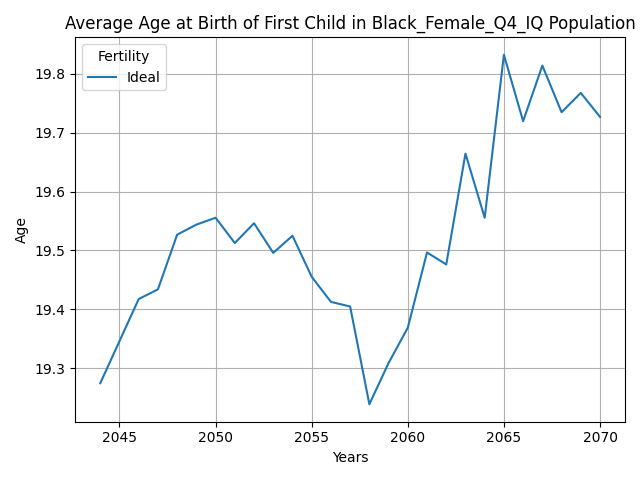 Average Age at Birth of First Child in Black_Female_Q4_IQ Population
Fertility
Ideal
19.8
19.7
19.6
19.5
19.4
19.3
Age
2045 2050 2055 2060 2065 2070
Years